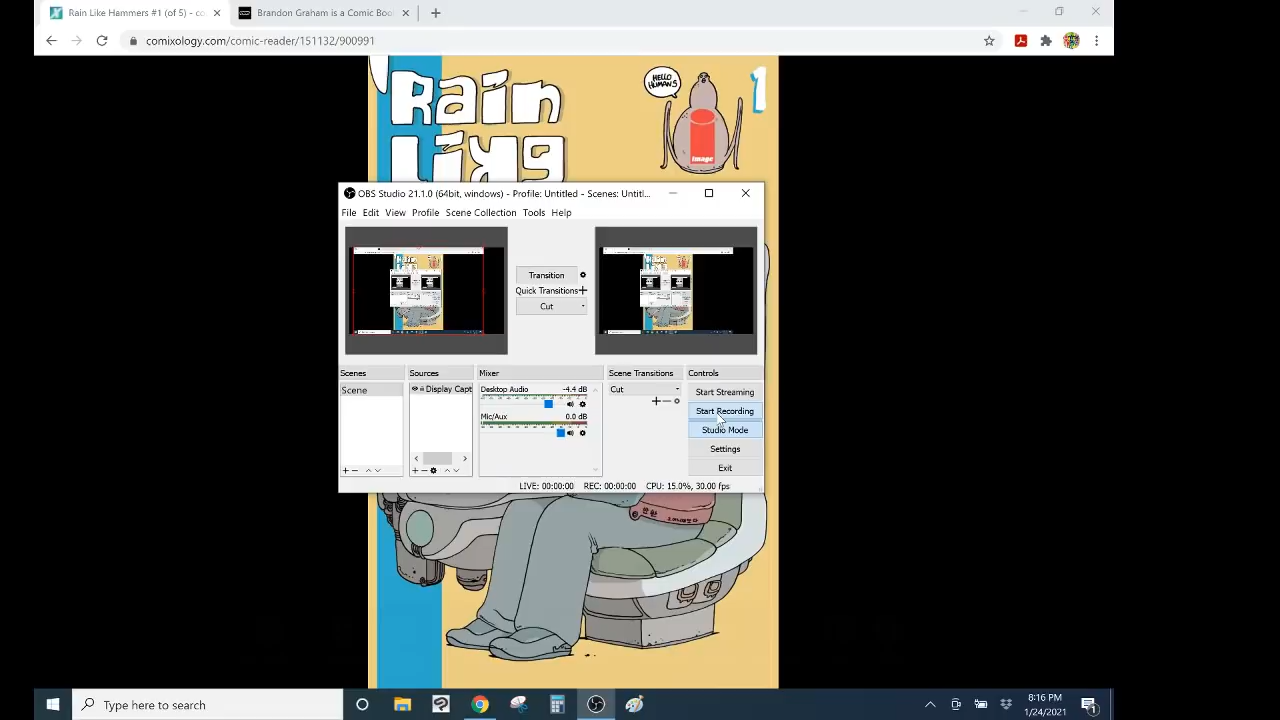 Rain Like Hammers #1 (of 5) - co
Brandon Graham is a Comic Boo
comixology.com/comic-reader/151132/900991
Rain
Like
HELLO
HUMANS
1
image
OBS Studio 21.1.0 (64bit, windows) - Profile: Untitled - Scenes: Untitl...
File Edit View Profile Scene Collection Tools Help
Transition
Quick Transitions
Cut
Scenes Sources Mixer Scene Transitions Controls
Scene
Display Capt
Desktop Audio -4.4 dB
Mic/Aux 0.0 dB
Cut
Start Streaming
Start Recording
Studio Mode
Settings
Exit
LIVE: 00:00:00 REC: 00:00:00 CPU: 15.0%, 30.00 fps
Type here to search
8:16 PM
1/24/2021
1